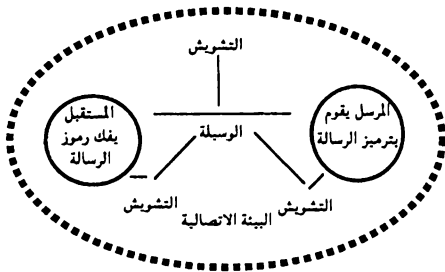 التشويش
المرسل يقوم
بترميز الرسالة
الوسيلة
المستقبل
يفك رموز
الرسالة
التشويش
البيئة الاتصالية
التشويش